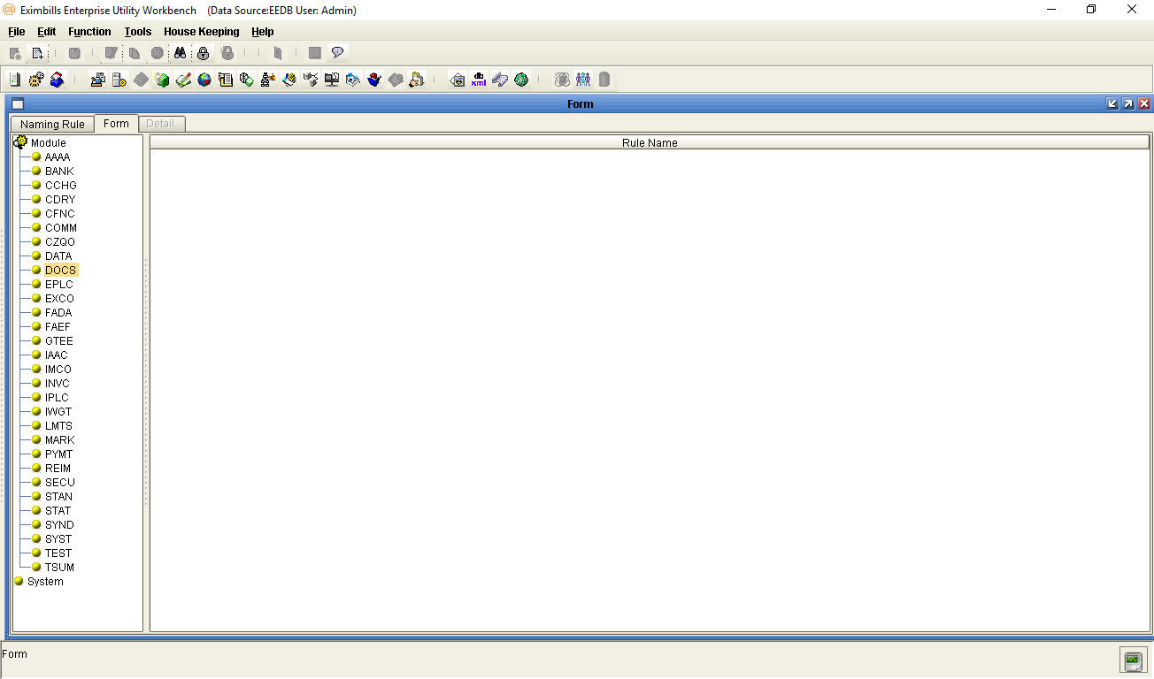 CS Eximbills Enterprise Utility Workbench (Data Source:EEDB User: Admin)
File Edit Function Tools House Keeping Help
xml
Form
Naming Rule Form Detail
Module Rule Name
AAAA
BANK
CCHG
CDRY
CFNC
COMM
CZQO
DATA
DOCS
EPLC
EXCO
FADA
FAEF
GTEE
IAAC
IMCO
INVC
IPLC
IWGT
LMTS
MARK
PYMT
REIM
SECU
STAN
STAT
SYND
SYST
TEST
TSUM
System
Form